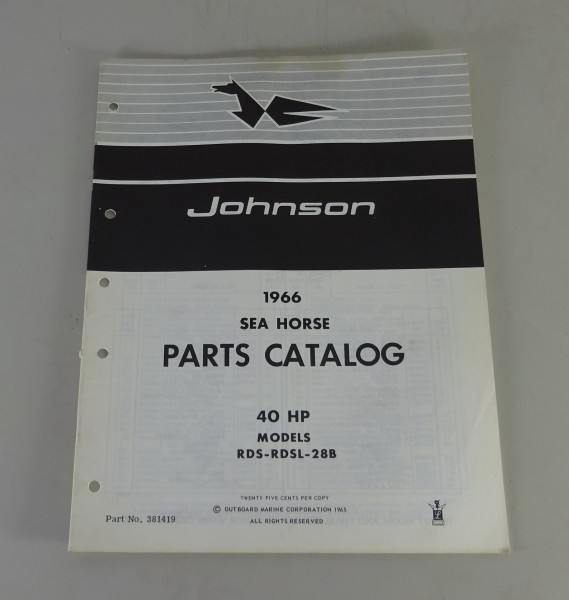 Johnson
1966
SEA HORSE
PARTS CATALOG
40 HP
MODELS
RDS-RDSL-28B
TWENTY FIVE CENTS PER COPY
© OUTBOARD MARINE CORPORATION 1965
ALL RIGHTS RESERVED
Part No. 381419